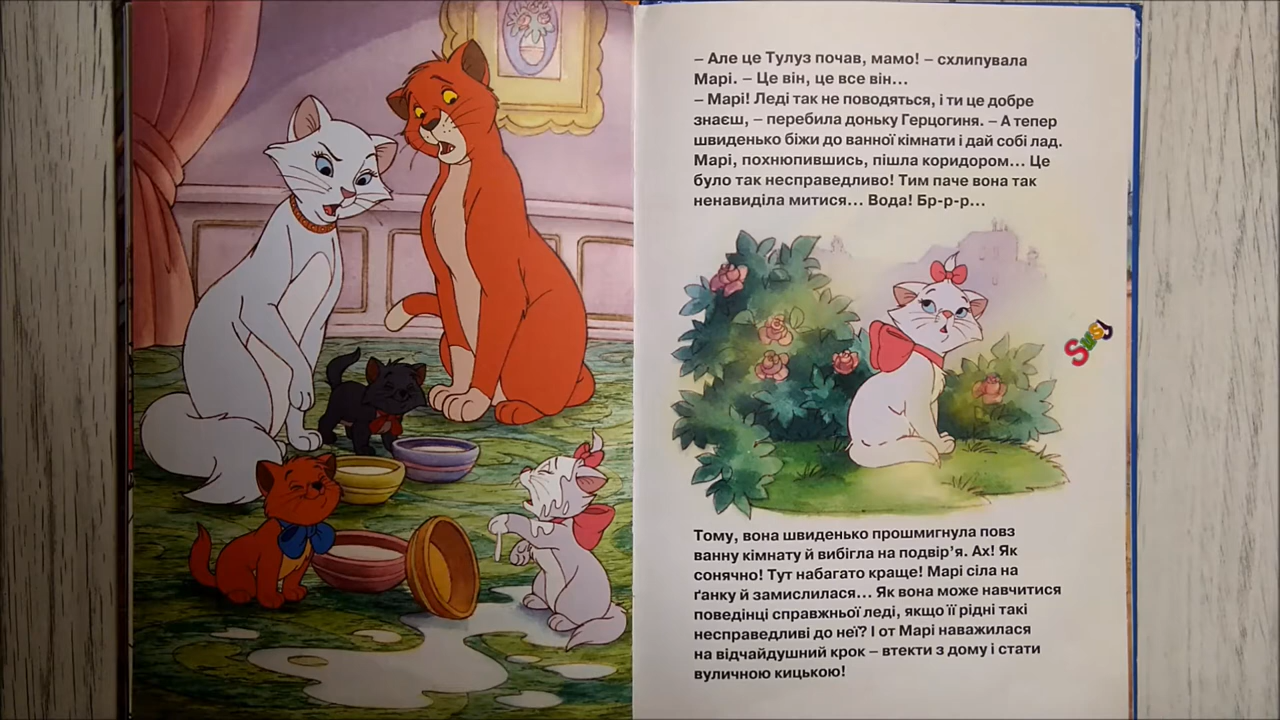 – Але це Тулуз почав, мамо! – схлипувала
Марі. – Це він, це все він...
– Марі! Леді так не поводяться, і ти це добре
знаєш, – перебила доньку Герцогиня. – А тепер
швиденько біжи до ванної кімнати і дай собі лад.
Марі, похнюпившись, пішла коридором... Це
було так несправедливо! Тим паче вона так
ненавиділа митися... Вода! Бр-р-р...
Тому, вона швиденько прошмигнула повз
ванну кімнату й вибігла на подвір’я. Ах! Як
сонячно! Тут набагато краще! Марі сіла на
ґанку й замислилася... Як вона може навчитися
поведінці справжньої леді, якщо її рідні такі
несправедливі до неї? І от Марі наважилася
на відчайдушний крок – втекти з дому і стати
вуличною кицькою!